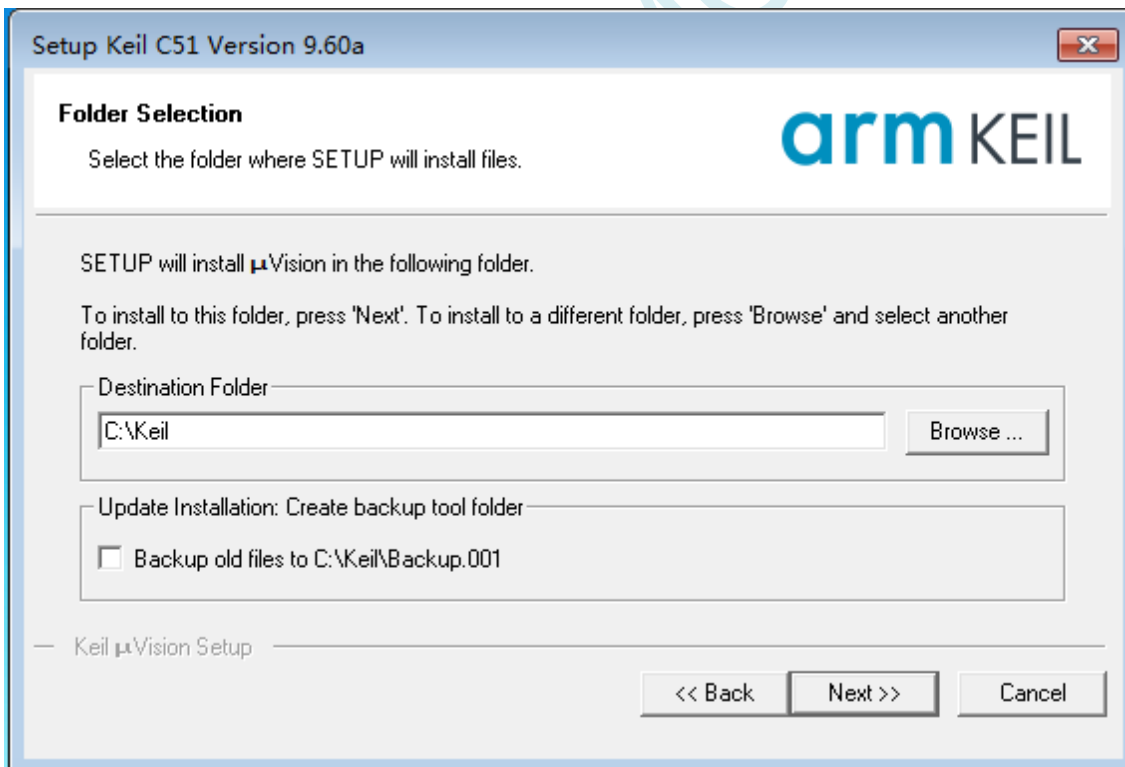 Setup Keil C51 Version 9.60a
Folder Selection
Select the folder where SETUP will install files.
arm KEIL
SETUP will install µVision in the following folder.
To install to this folder, press 'Next'. To install to a different folder, press 'Browse' and select another
folder.
Destination Folder
C:\Keil
Browse ...
Update Installation: Create backup tool folder
Backup old files to C:\Keil\Backup.001
Keil µVision Setup
<< Back
Next >>
Cancel